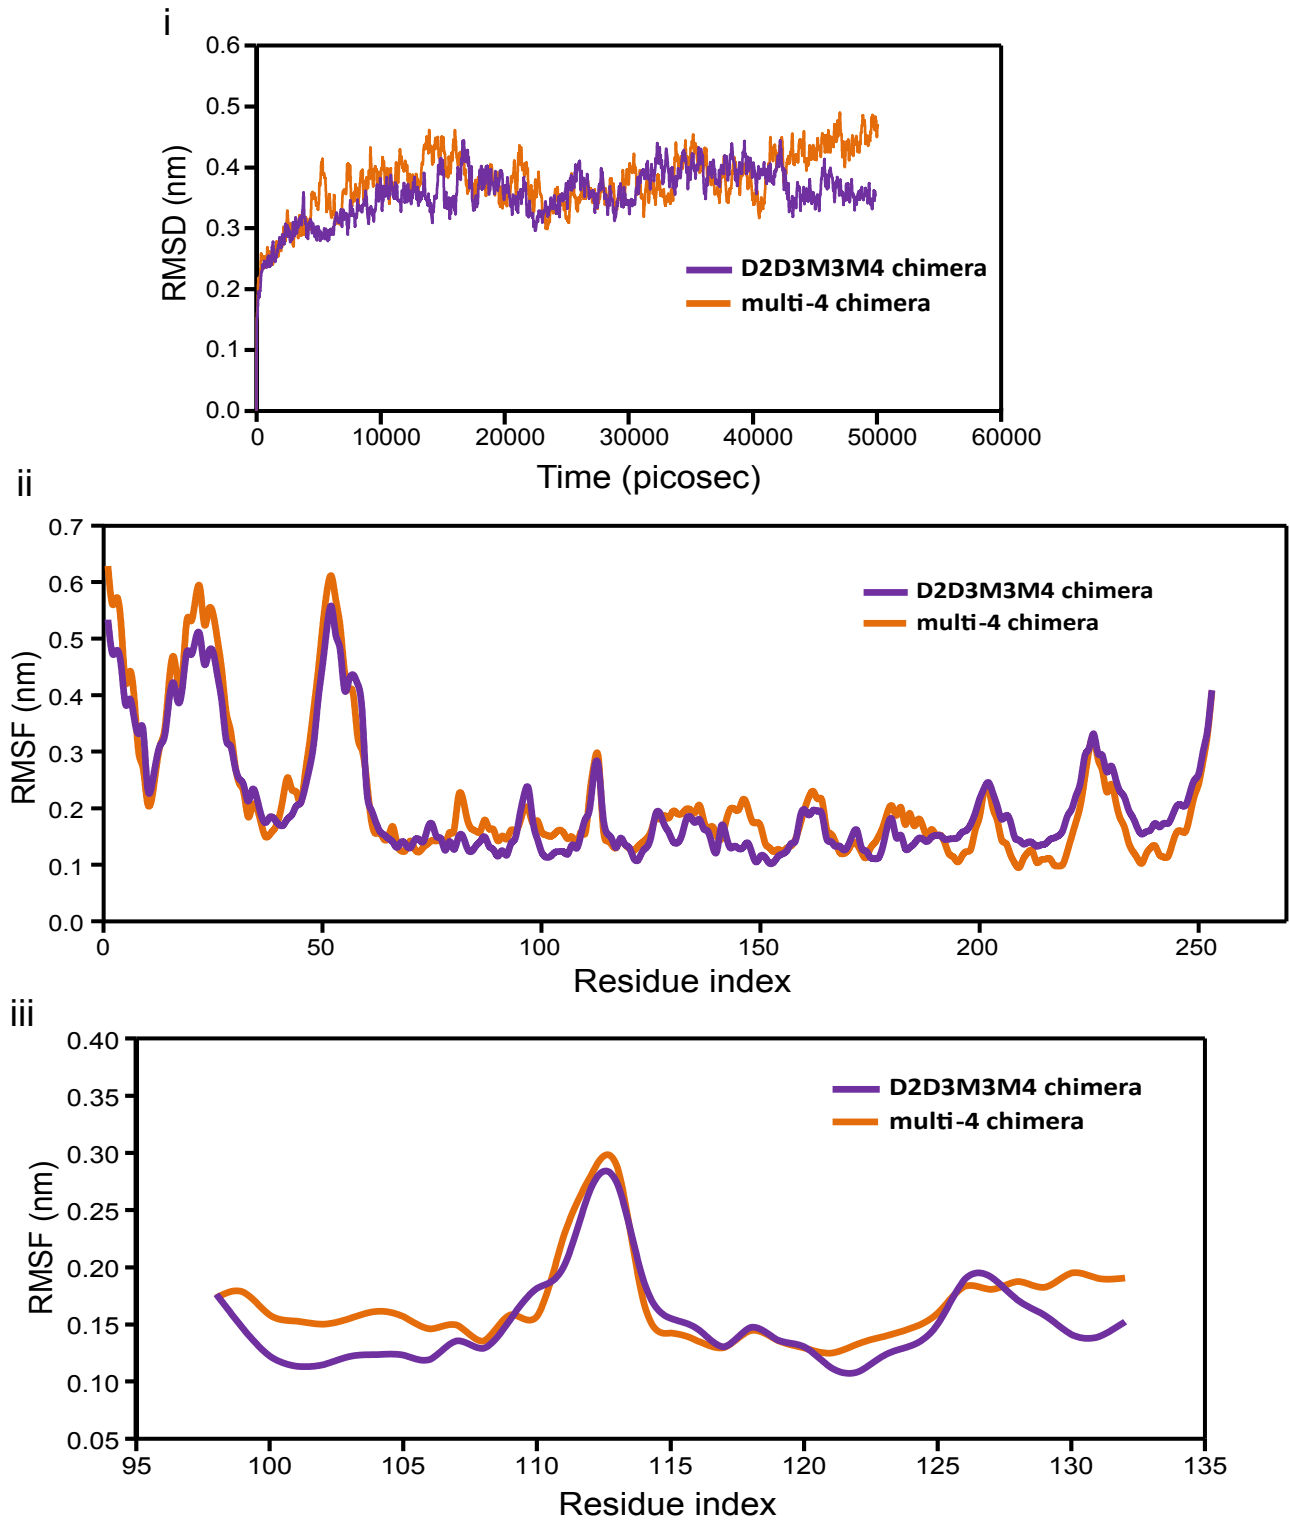 i
0.6
0.5
0.4
0.3
0.2
0.1
0.0
RMSD (nm)
D2D3M3M4 chimera
multi-4 chimera
0 10000 20000 30000 40000 50000 60000
Time (picosec)
ii
0.7
0.6
0.5
0.4
0.3
0.2
0.1
0.0
RMSF (nm)
D2D3M3M4 chimera
multi-4 chimera
0 50 100 150 200 250
Residue index
iii
0.40
0.35
0.30
0.25
0.20
0.15
0.10
0.05
RMSF (nm)
D2D3M3M4 chimera
multi-4 chimera
95 100 105 110 115 120 125 130 135
Residue index